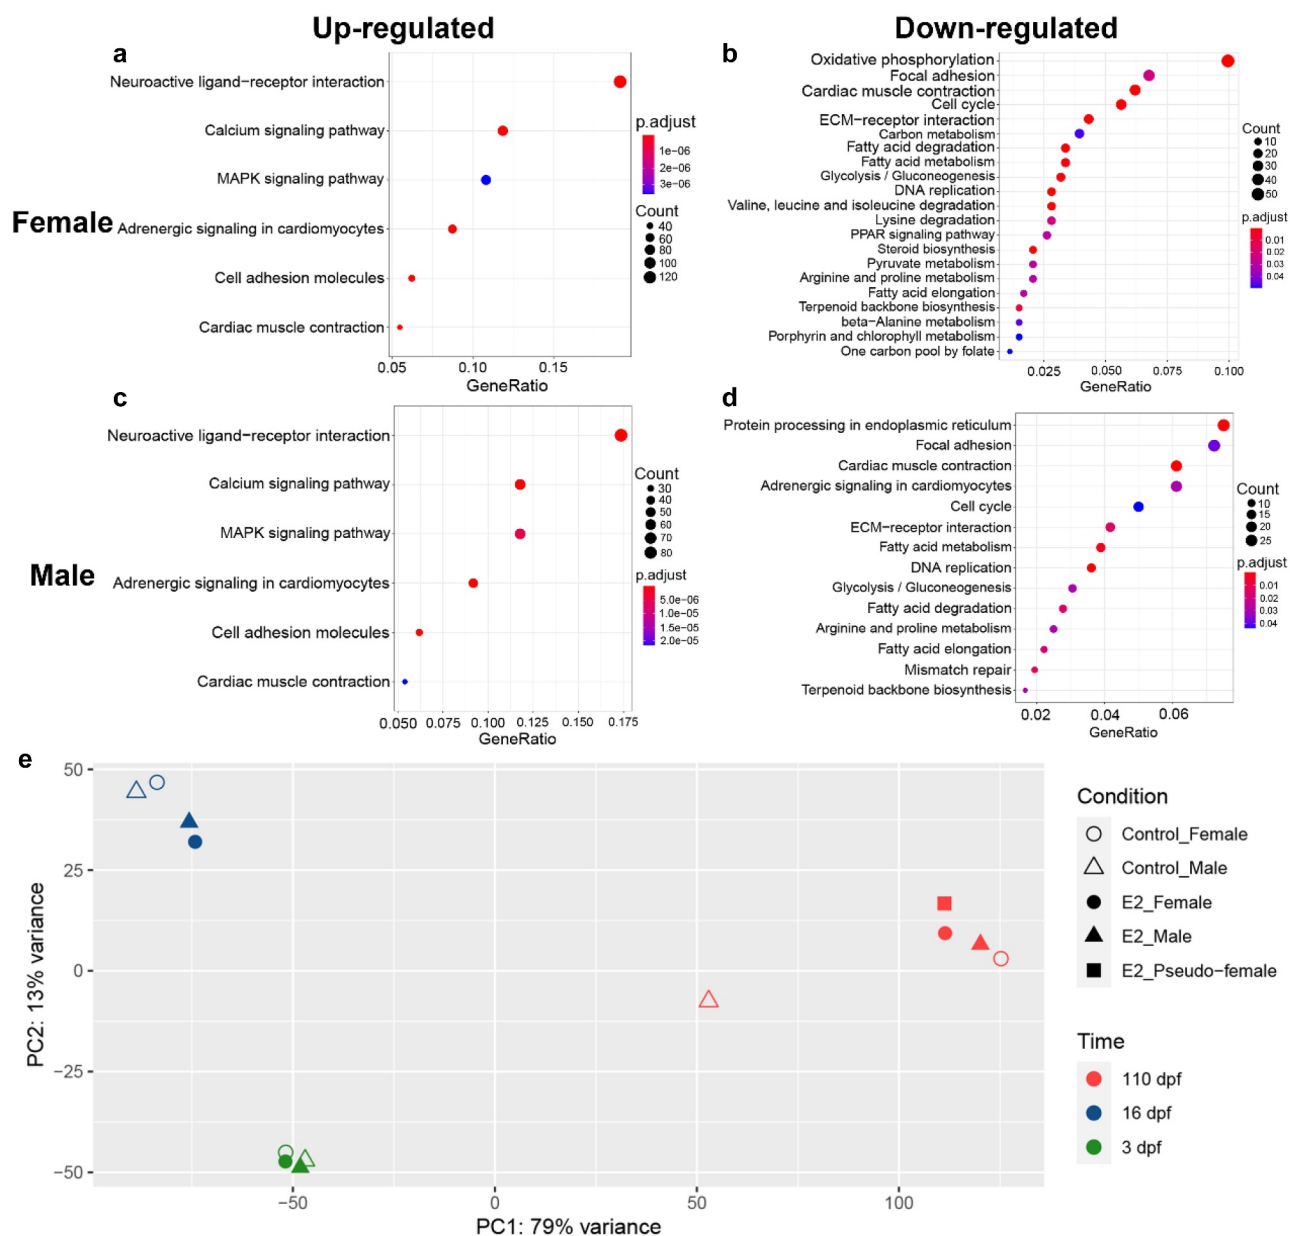 Up-regulated
Down-regulated
Female
Male
a
Neuroactive ligand−receptor interaction
Calcium signaling pathway
MAPK signaling pathway
Adrenergic signaling in cardiomyocytes
Cell adhesion molecules
Cardiac muscle contraction
0.05 0.10 0.15
GeneRatio
p.adjust
1e−06
2e−06
3e−06
Count
40
60
80
100
120
b
Oxidative phosphorylation
Focal adhesion
Cardiac muscle contraction
Cell cycle
ECM−receptor interaction
Carbon metabolism
Fatty acid degradation
Fatty acid metabolism
Glycolysis / Gluconeogenesis
DNA replication
Valine, leucine and isoleucine degradation
Lysine degradation
PPAR signaling pathway
Steroid biosynthesis
Pyruvate metabolism
Arginine and proline metabolism
Fatty acid elongation
Terpenoid backbone biosynthesis
beta−Alanine metabolism
Porphyrin and chlorophyll metabolism
One carbon pool by folate
0.025 0.050 0.075 0.100
GeneRatio
Count
10
20
30
40
50
p.adjust
0.01
0.02
0.03
0.04
c
Neuroactive ligand−receptor interaction
Calcium signaling pathway
MAPK signaling pathway
Adrenergic signaling in cardiomyocytes
Cell adhesion molecules
Cardiac muscle contraction
0.050 0.075 0.100 0.125 0.150 0.175
GeneRatio
Count
30
40
50
60
70
80
p.adjust
5.0e−06
1.0e−05
1.5e−05
2.0e−05
d
Protein processing in endoplasmic reticulum
Focal adhesion
Cardiac muscle contraction
Adrenergic signaling in cardiomyocytes
Cell cycle
ECM−receptor interaction
Fatty acid metabolism
DNA replication
Glycolysis / Gluconeogenesis
Fatty acid degradation
Arginine and proline metabolism
Fatty acid elongation
Mismatch repair
Terpenoid backbone biosynthesis
0.02 0.04 0.06
GeneRatio
Count
10
15
20
25
p.adjust
0.01
0.02
0.03
0.04
e
50
25
0
−25
−50
PC2: 13% variance
−50 0 50 100
PC1: 79% variance
Condition
Control_Female
Control_Male
E2_Female
E2_Male
E2_Pseudo−female
Time
110 dpf
16 dpf
3 dpf